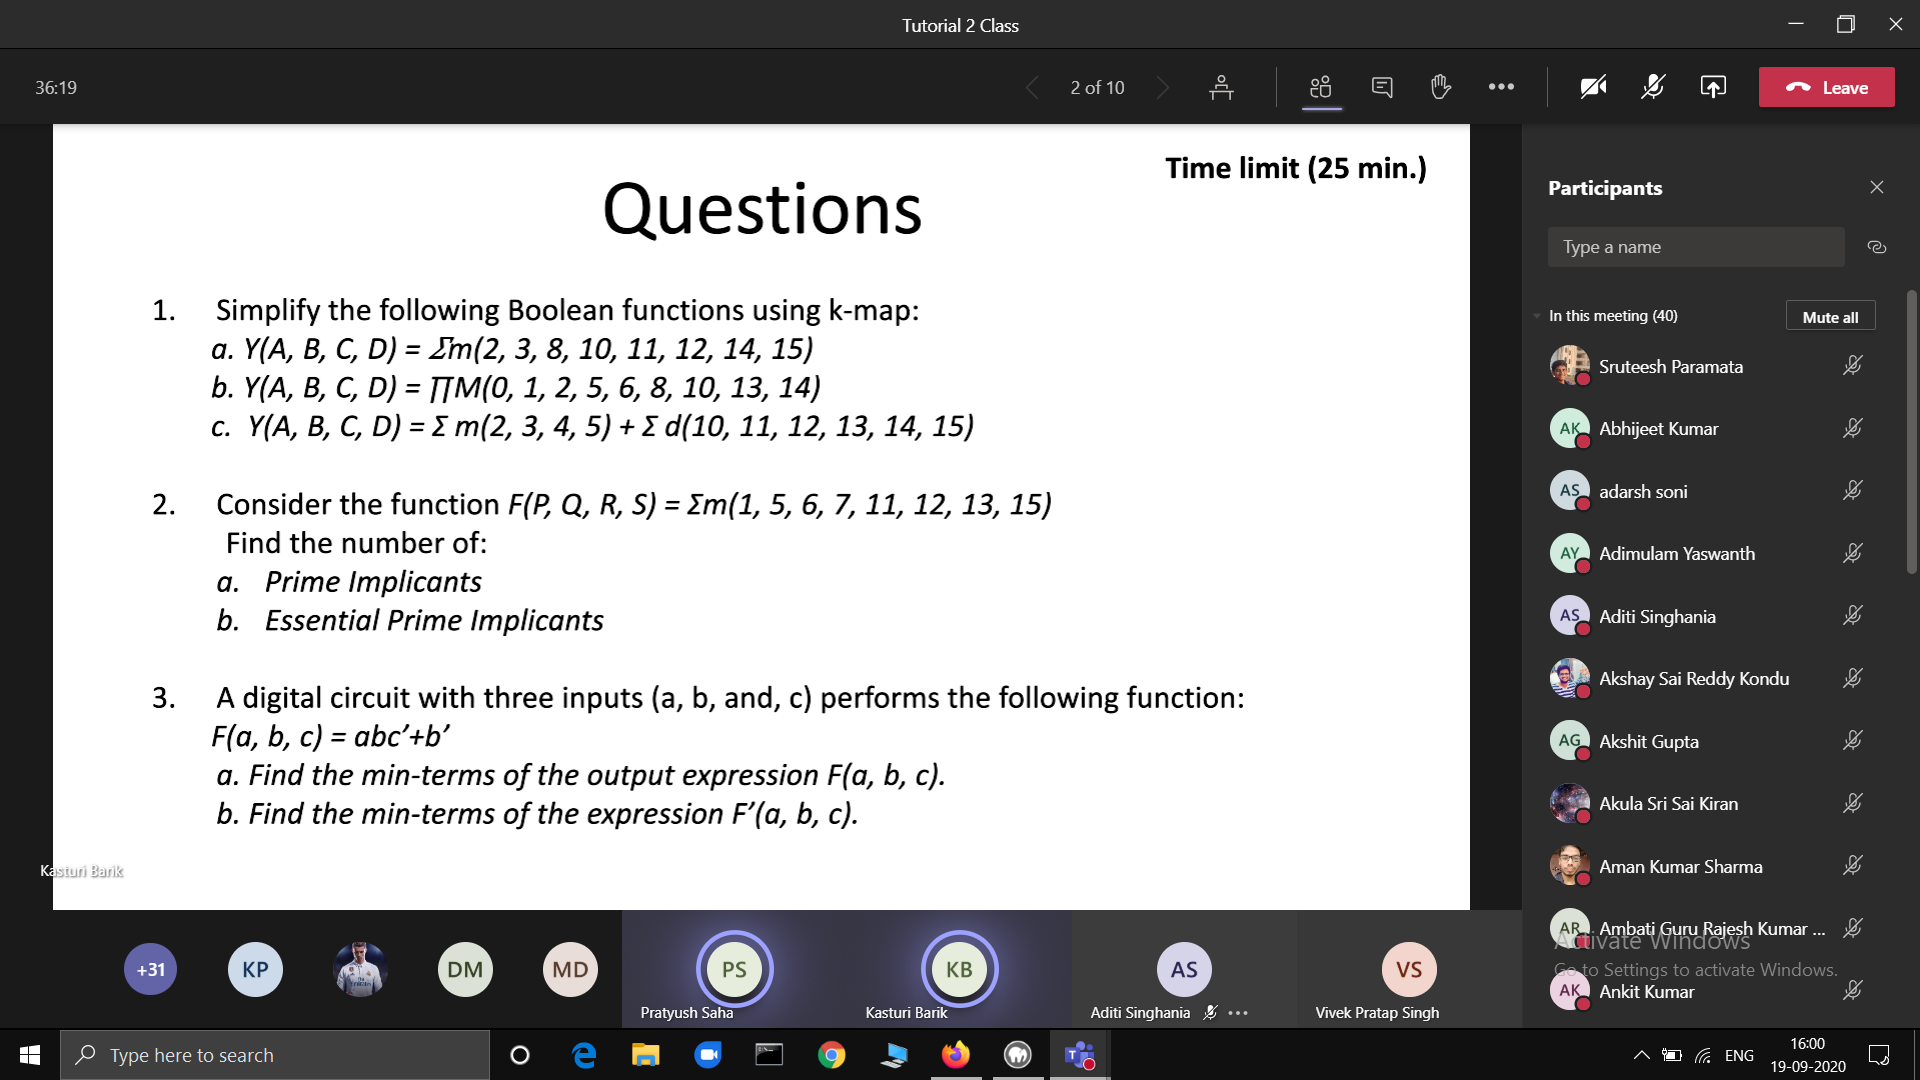 Tutorial 2 Class
36:19
2 of 10
Leave
Time limit (25 min.)
Questions
1. Simplify the following Boolean functions using k-map:
a. Y(A, B, C, D) = Σm(2, 3, 8, 10, 11, 12, 14, 15)
b. Y(A, B, C, D) = ∏M(0, 1, 2, 5, 6, 8, 10, 13, 14)
c. Y(A, B, C, D) = Σ m(2, 3, 4, 5) + Σ d(10, 11, 12, 13, 14, 15)
2. Consider the function F(P, Q, R, S) = Σm(1, 5, 6, 7, 11, 12, 13, 15)
Find the number of:
a. Prime Implicants
b. Essential Prime Implicants
3. A digital circuit with three inputs (a, b, and, c) performs the following function:
F(a, b, c) = abc’+b’
a. Find the min-terms of the output expression F(a, b, c).
b. Find the min-terms of the expression F’(a, b, c).
Kasturi Barik
Participants
Type a name
In this meeting (40)
Mute all
Sruteesh Paramata
AK Abhijeet Kumar
AS adarsh soni
AY Adimulam Yaswanth
AS Aditi Singhania
Akshay Sai Reddy Kondu
AG Akshit Gupta
Akula Sri Sai Kiran
Aman Kumar Sharma
AR Ambati Guru Rajesh Kumar ...
Activate Windows
Go to Settings to activate Windows.
AK Ankit Kumar
+31
KP
DM
MD
PS
Pratyush Saha
KB
Kasturi Barik
AS
Aditi Singhania
VS
Vivek Pratap Singh
Type here to search
ENG
16:00
19-09-2020